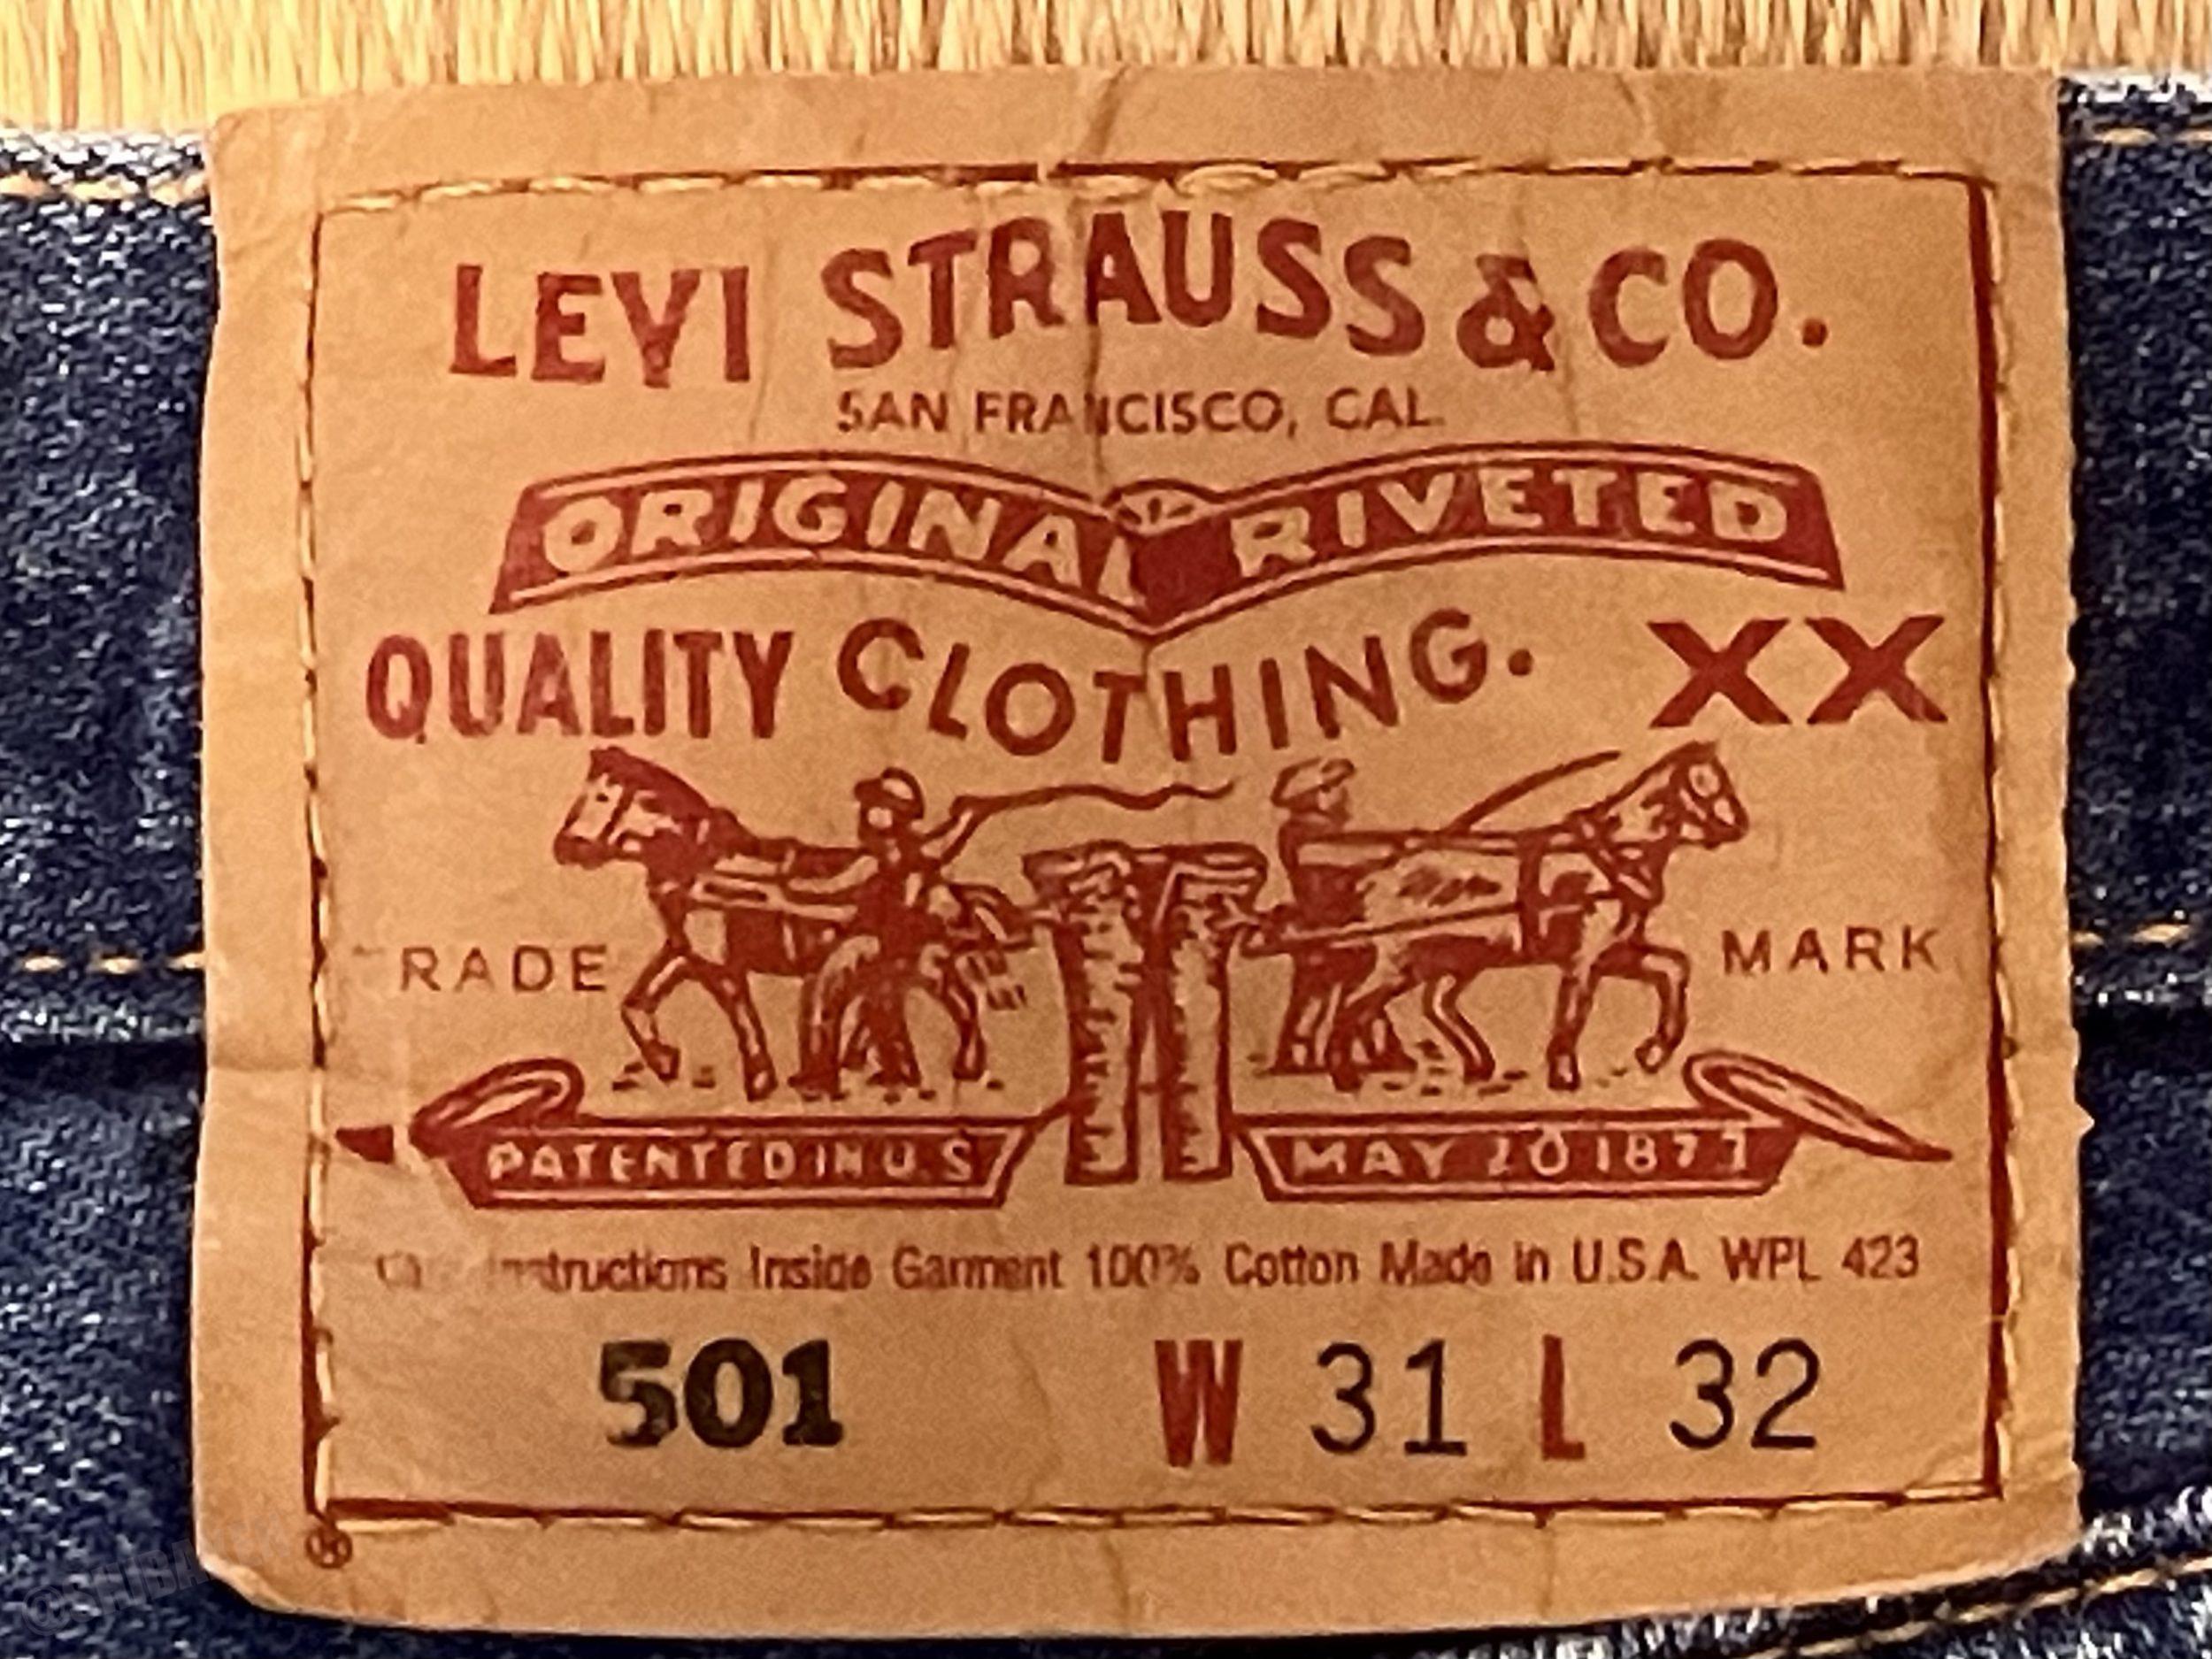 LEVI STRAUSS & CO.
SAN FRANCISCO, CAL.
ORIGINAL RIVETED
QUALITY CLOTHING. XX
TRADE MARK
PATENTED IN U S MAY 20 1877
Instructions Inside Garment 100% Cotton Made in U.S.A. WPL 423
501 W 31 L 32
®